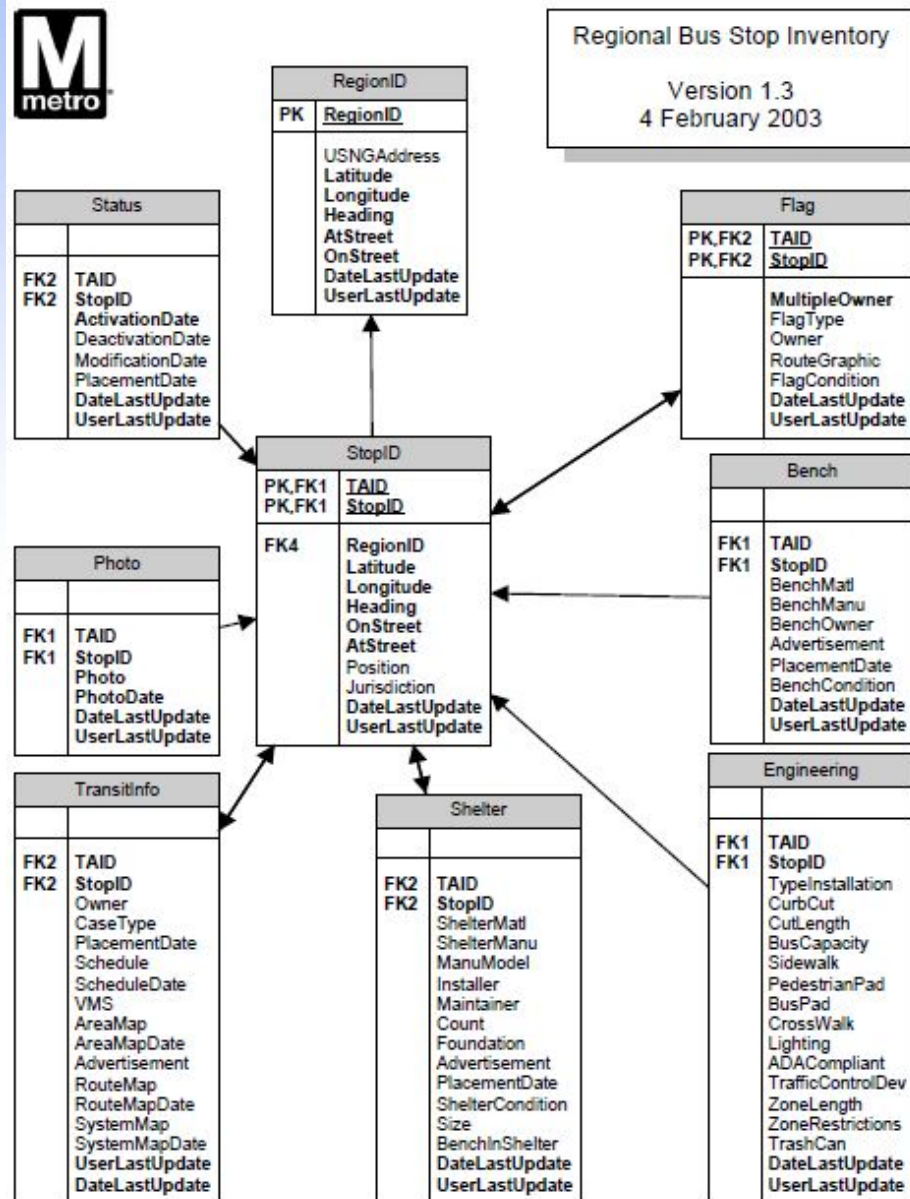 M
metro
Regional Bus Stop Inventory
Version 1.3
4 February 2003
RegionID
PK RegionID
USNGAddress
Latitude
Longitude
Heading
AtStreet
OnStreet
DateLastUpdate
UserLastUpdate
Status
FK2 TAID
FK2 StopID
ActivationDate
DeactivationDate
ModificationDate
PlacementDate
DateLastUpdate
UserLastUpdate
Flag
PK,FK2 TAID
PK,FK2 StopID
MultipleOwner
FlagType
Owner
RouteGraphic
FlagCondition
DateLastUpdate
UserLastUpdate
StopID
PK,FK1 TAID
PK,FK1 StopID
FK4 RegionID
Latitude
Longitude
Heading
OnStreet
AtStreet
Position
Jurisdiction
DateLastUpdate
UserLastUpdate
Bench
FK1 TAID
FK1 StopID
BenchMatl
BenchManu
BenchOwner
Advertisement
PlacementDate
BenchCondition
DateLastUpdate
UserLastUpdate
Photo
FK1 TAID
FK1 StopID
Photo
PhotoDate
DateLastUpdate
UserLastUpdate
TransitInfo
FK2 TAID
FK2 StopID
Owner
CaseType
PlacementDate
Schedule
ScheduleDate
VMS
AreaMap
AreaMapDate
Advertisement
RouteMap
RouteMapDate
SystemMap
SystemMapDate
UserLastUpdate
DateLastUpdate
Shelter
FK2 TAID
FK2 StopID
ShelterMatl
ShelterManu
ManuModel
Installer
Maintainer
Count
Foundation
Advertisement
PlacementDate
ShelterCondition
Size
BenchInShelter
DateLastUpdate
UserLastUpdate
Engineering
FK1 TAID
FK1 StopID
TypeInstallation
CurbCut
CutLength
BusCapacity
Sidewalk
PedestrianPad
BusPad
CrossWalk
Lighting
ADACompliant
TrafficControlDev
ZoneLength
ZoneRestrictions
TrashCan
DateLastUpdate
UserLastUpdate